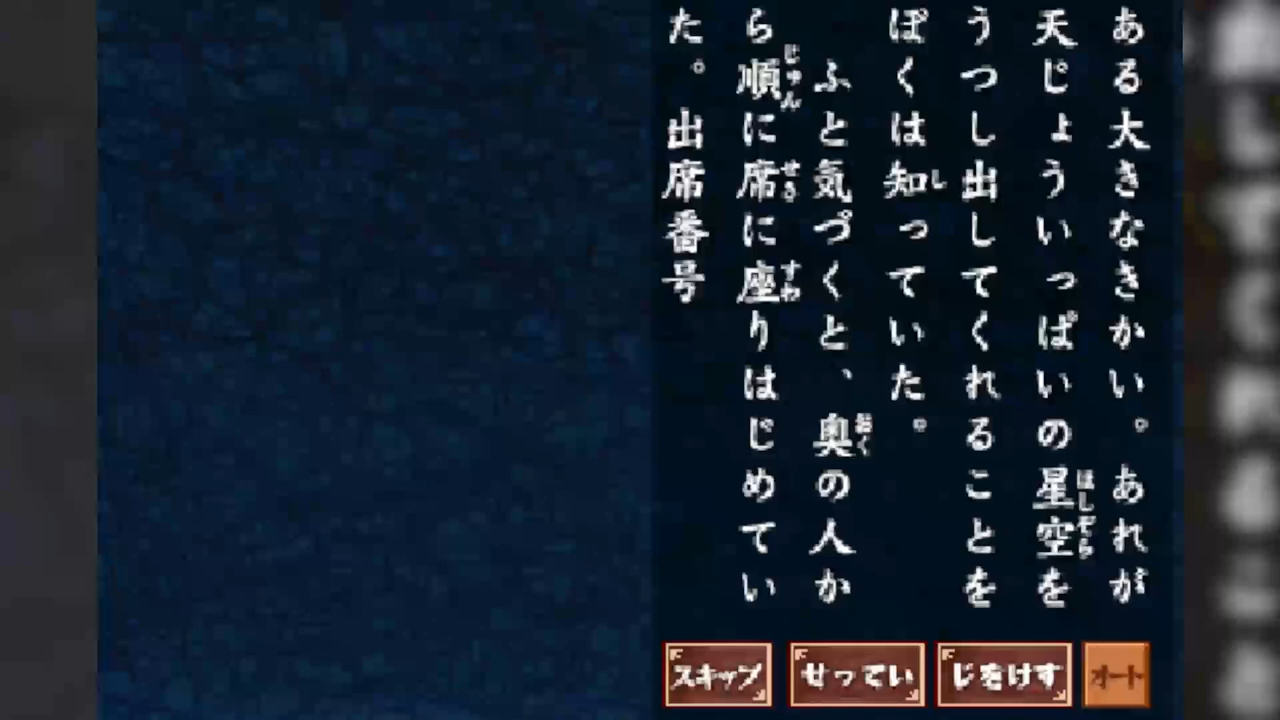 ある大きなきかい。あれが
天じょういっぱいの星空を
うつし出してくれることを
ぼくは知っていた。
ふと気づくと、奥の人か
ら順に席に座りはじめてい
た。出席番号
スキップ
せってい
じをけす
オート